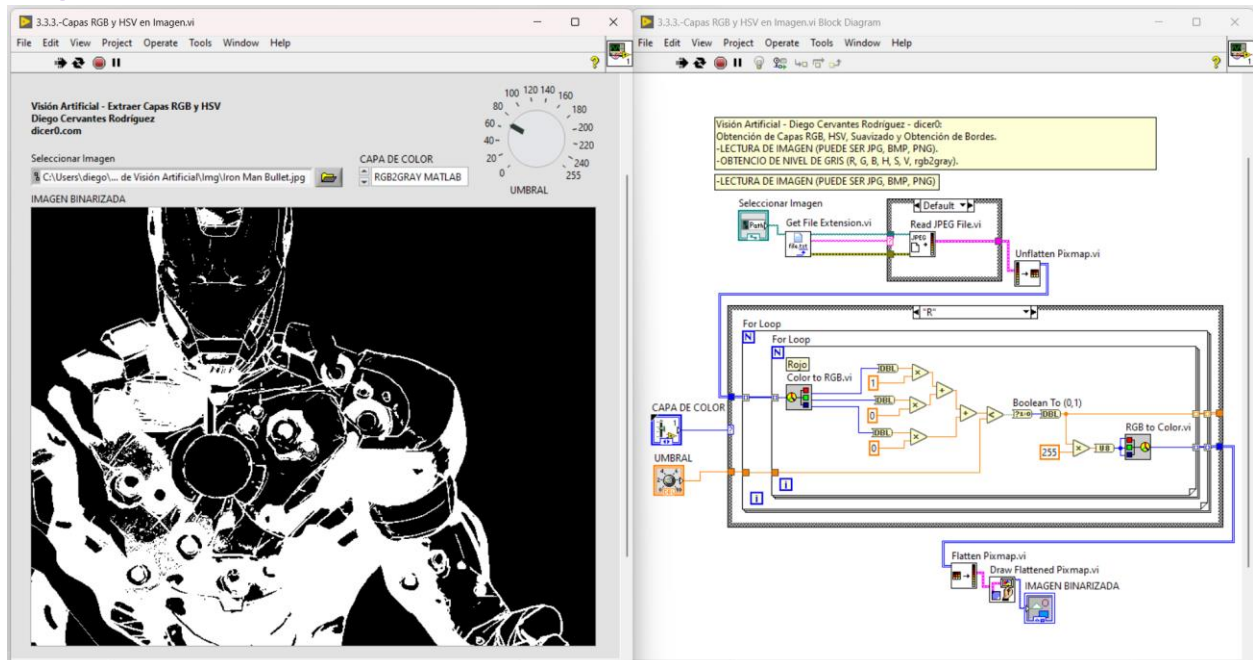 3.3.3.-Capas RGB y HSV en Imagen.vi
File Edit View Project Operate Tools Window Help
Visión Artificial - Extraer Capas RGB y HSV
Diego Cervantes Rodríguez
dicer0.com
Seleccionar Imagen
C:\Users\diego\... de Visión Artificial\Img\Iron Man Bullet.jpg
CAPA DE COLOR
RGB2GRAY MATLAB
0 20 40 60 80 100 120 140 160 180 200 220 240 255
UMBRAL
IMAGEN BINARIZADA
3.3.3.-Capas RGB y HSV en Imagen.vi Block Diagram
File Edit View Project Operate Tools Window Help
Visión Artificial - Diego Cervantes Rodríguez - dicer0:
Obtención de Capas RGB, HSV, Suavizado y Obtención de Bordes.
-LECTURA DE IMAGEN (PUEDE SER JPG, BMP, PNG).
-OBTENCIO DE NIVEL DE GRIS (R, G, B, H, S, V, rgb2gray).
-LECTURA DE IMAGEN (PUEDE SER JPG, BMP, PNG)
Seleccionar Imagen
Path
Get File Extension.vi
file.txt
Default
Read JPEG File.vi
JPEG
Unflatten Pixmap.vi
"R"
For Loop
N
For Loop
N
Rojo
Color to RGB.vi
DBL
1
DBL
0
DBL
0
Boolean To (0,1)
?1:0
DBL
RGB to Color.vi
255
CAPA DE COLOR
UMBRAL
i
i
Flatten Pixmap.vi
Draw Flattened Pixmap.vi
IMAGEN BINARIZADA